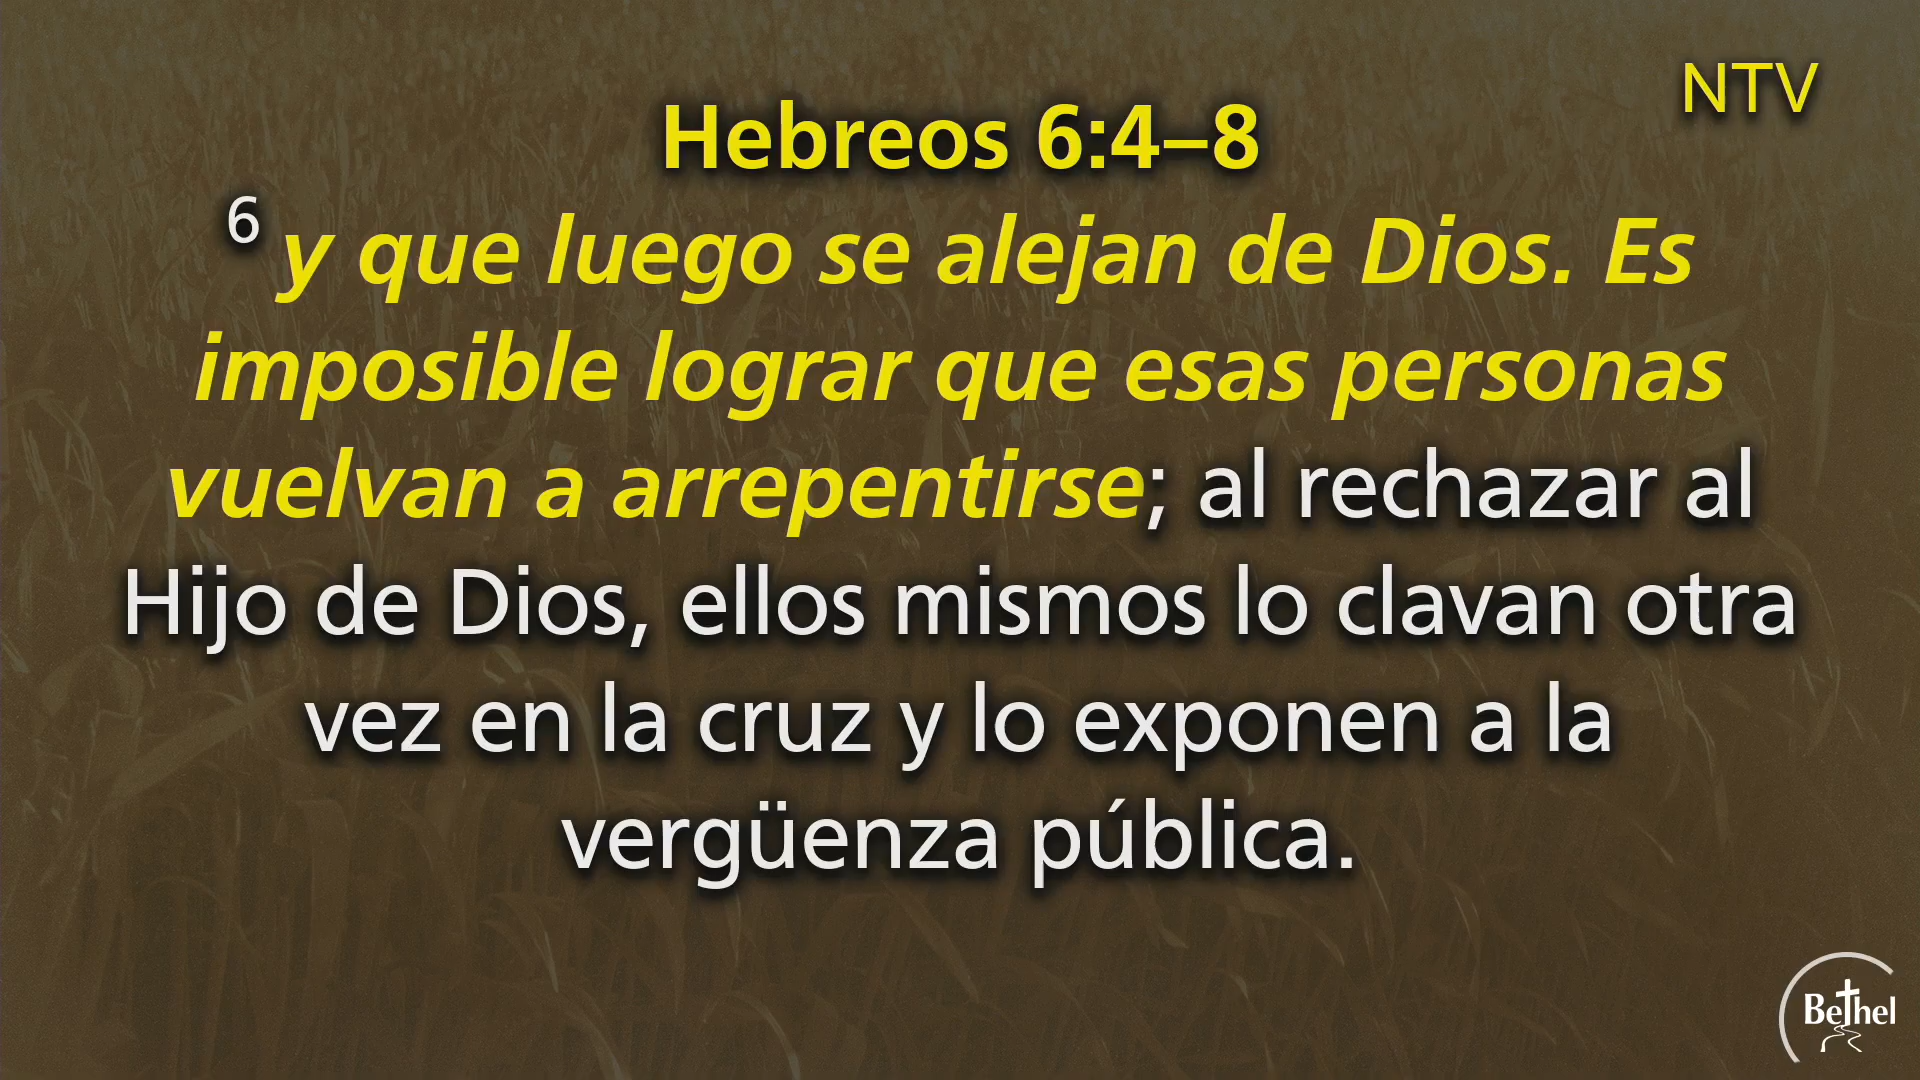 NTV
Hebreos 6:4–8
6 y que luego se alejan de Dios. Es
imposible lograr que esas personas
vuelvan a arrepentirse; al rechazar al
Hijo de Dios, ellos mismos lo clavan otra
vez en la cruz y lo exponen a la
vergüenza pública.
Bethel